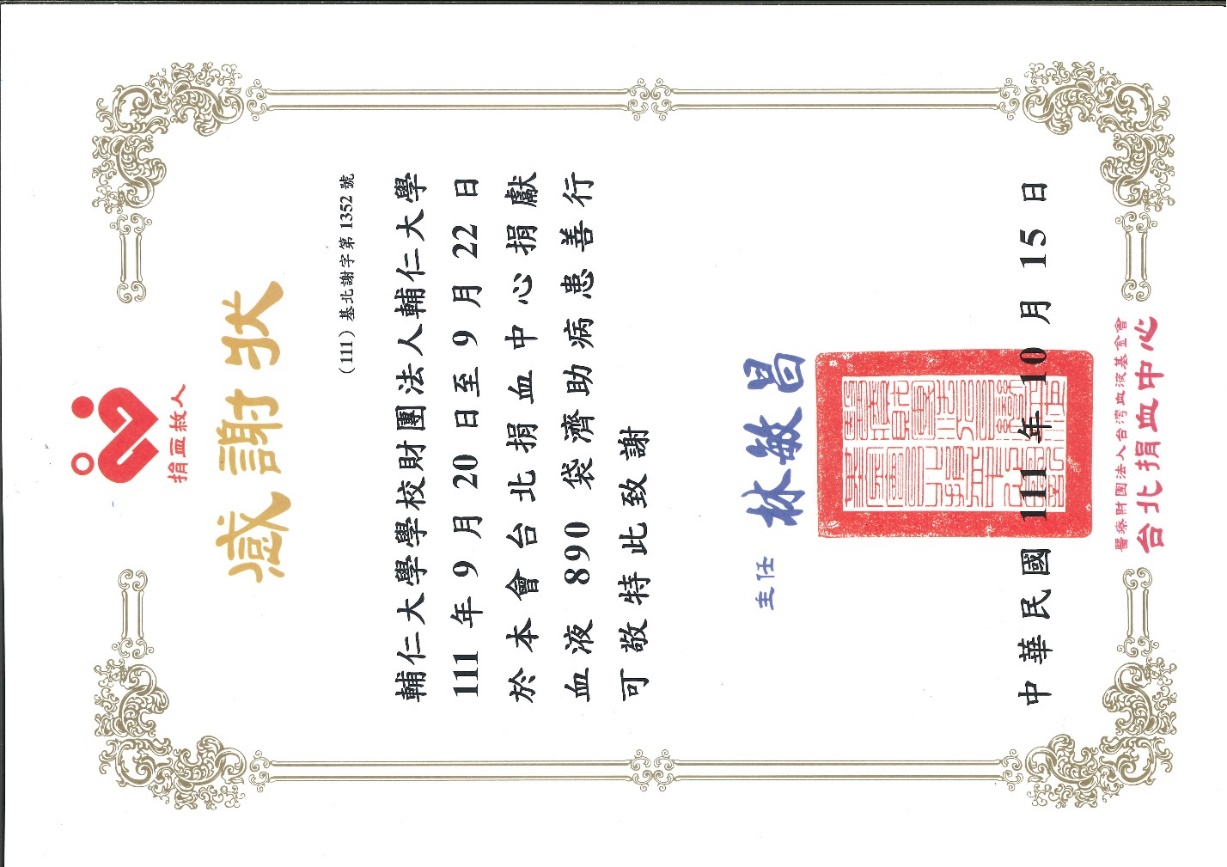 捐血救人
感謝狀
(111)基北謝字第1352號
輔仁大學學校財團法人輔仁大學
111年9月20日至9月22日
於本會台北捐血中心捐獻
血液890袋濟助病患善行
可敬特此致謝
主任 林敏昌
中華民國111年10月15日
醫療財團法人台灣血液基金會
台北捐血中心